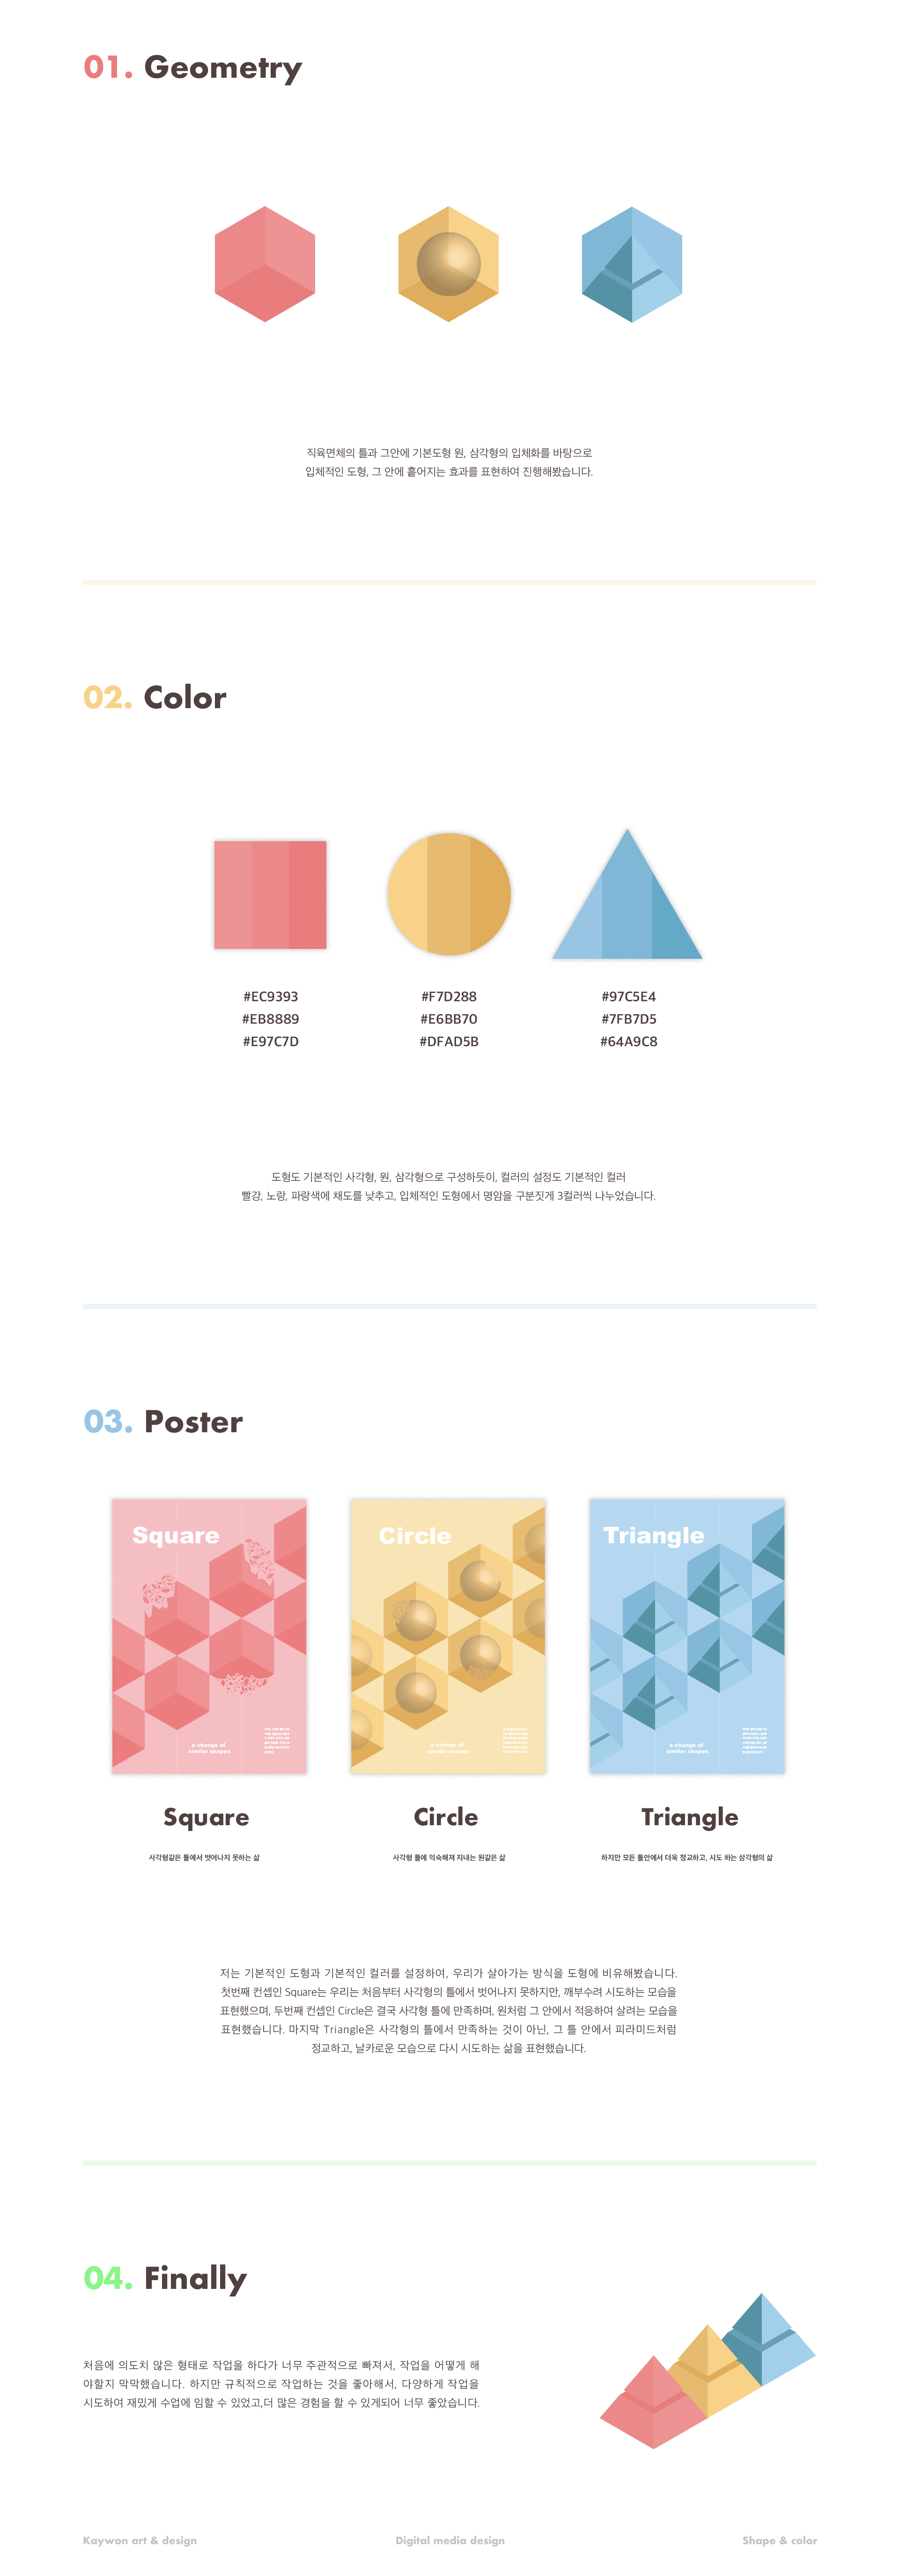 01. Geometry
직육면체의 틀과 그안에 기본도형 원, 삼각형의 입체화를 바탕으로
입체적인 도형, 그 안에 흩어지는 효과를 표현하여 진행해봤습니다.
02. Color
#EC9393
#EB8889
#E97C7D
#F7D288
#E6BB70
#DFAD5B
#97C5E4
#7FB7D5
#64A9C8
도형도 기본적인 사각형, 원, 삼각형으로 구성하듯이, 컬러의 설정도 기본적인 컬러
빨강, 노랑, 파랑색에 채도를 낮추고, 입체적인 도형에서 명암을 구분짓게 3컬러씩 나누었습니다.
03. Poster
Square
a change of
similar shapes
Circle
a change of
similar shapes
Triangle
a change of
similar shapes
Square
사각형같은 틀에서 벗어나지 못하는 삶
Circle
사각형 틀에 익숙해져 지내는 원같은 삶
Triangle
하지만 모든 틀안에서 더욱 정교하고, 시도 하는 삼각형의 삶
저는 기본적인 도형과 기본적인 컬러를 설정하여, 우리가 살아가는 방식을 도형에 비유해봤습니다.
첫번째 컨셉인 Square는 우리는 처음부터 사각형의 틀에서 벗어나지 못하지만, 깨부수려 시도하는 모습을
표현했으며, 두번째 컨셉인 Circle은 결국 사각형 틀에 만족하며, 원처럼 그 안에서 적응하여 살려는 모습을
표현했습니다. 마지막 Triangle은 사각형의 틀에서 만족하는 것이 아닌, 그 틀 안에서 피라미드처럼
정교하고, 날카로운 모습으로 다시 시도하는 삶을 표현했습니다.
04. Finally
처음에 의도치 않은 형태로 작업을 하다가 너무 주관적으로 빠져서, 작업을 어떻게 해
야할지 막막했습니다. 하지만 규칙적으로 작업하는 것을 좋아해서, 다양하게 작업을
시도하여 재밌게 수업에 임할 수 있었고,더 많은 경험을 할 수 있게되어 너무 좋았습니다.
Kaywon art & design
Digital media design
Shape & color